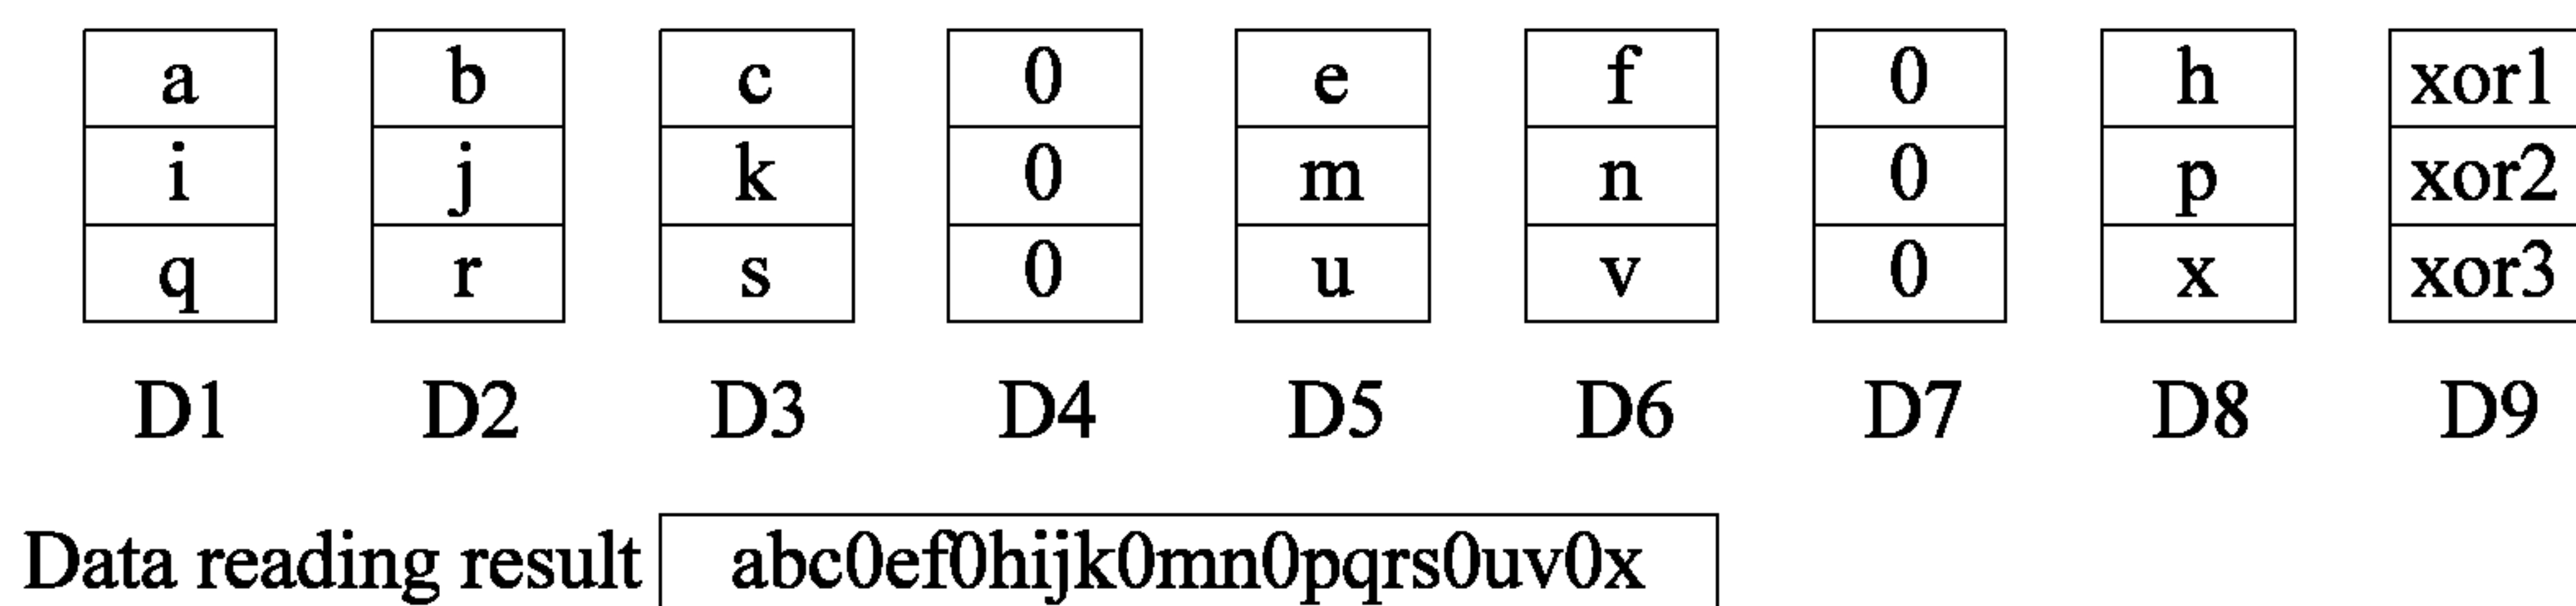 a b c 0 e f 0 h xor1
i j k 0 m n 0 p xor2
q r s 0 u v 0 x xor3
D1 D2 D3 D4 D5 D6 D7 D8 D9
Data reading result abc0ef0hijk0mn0pqrs0uv0x